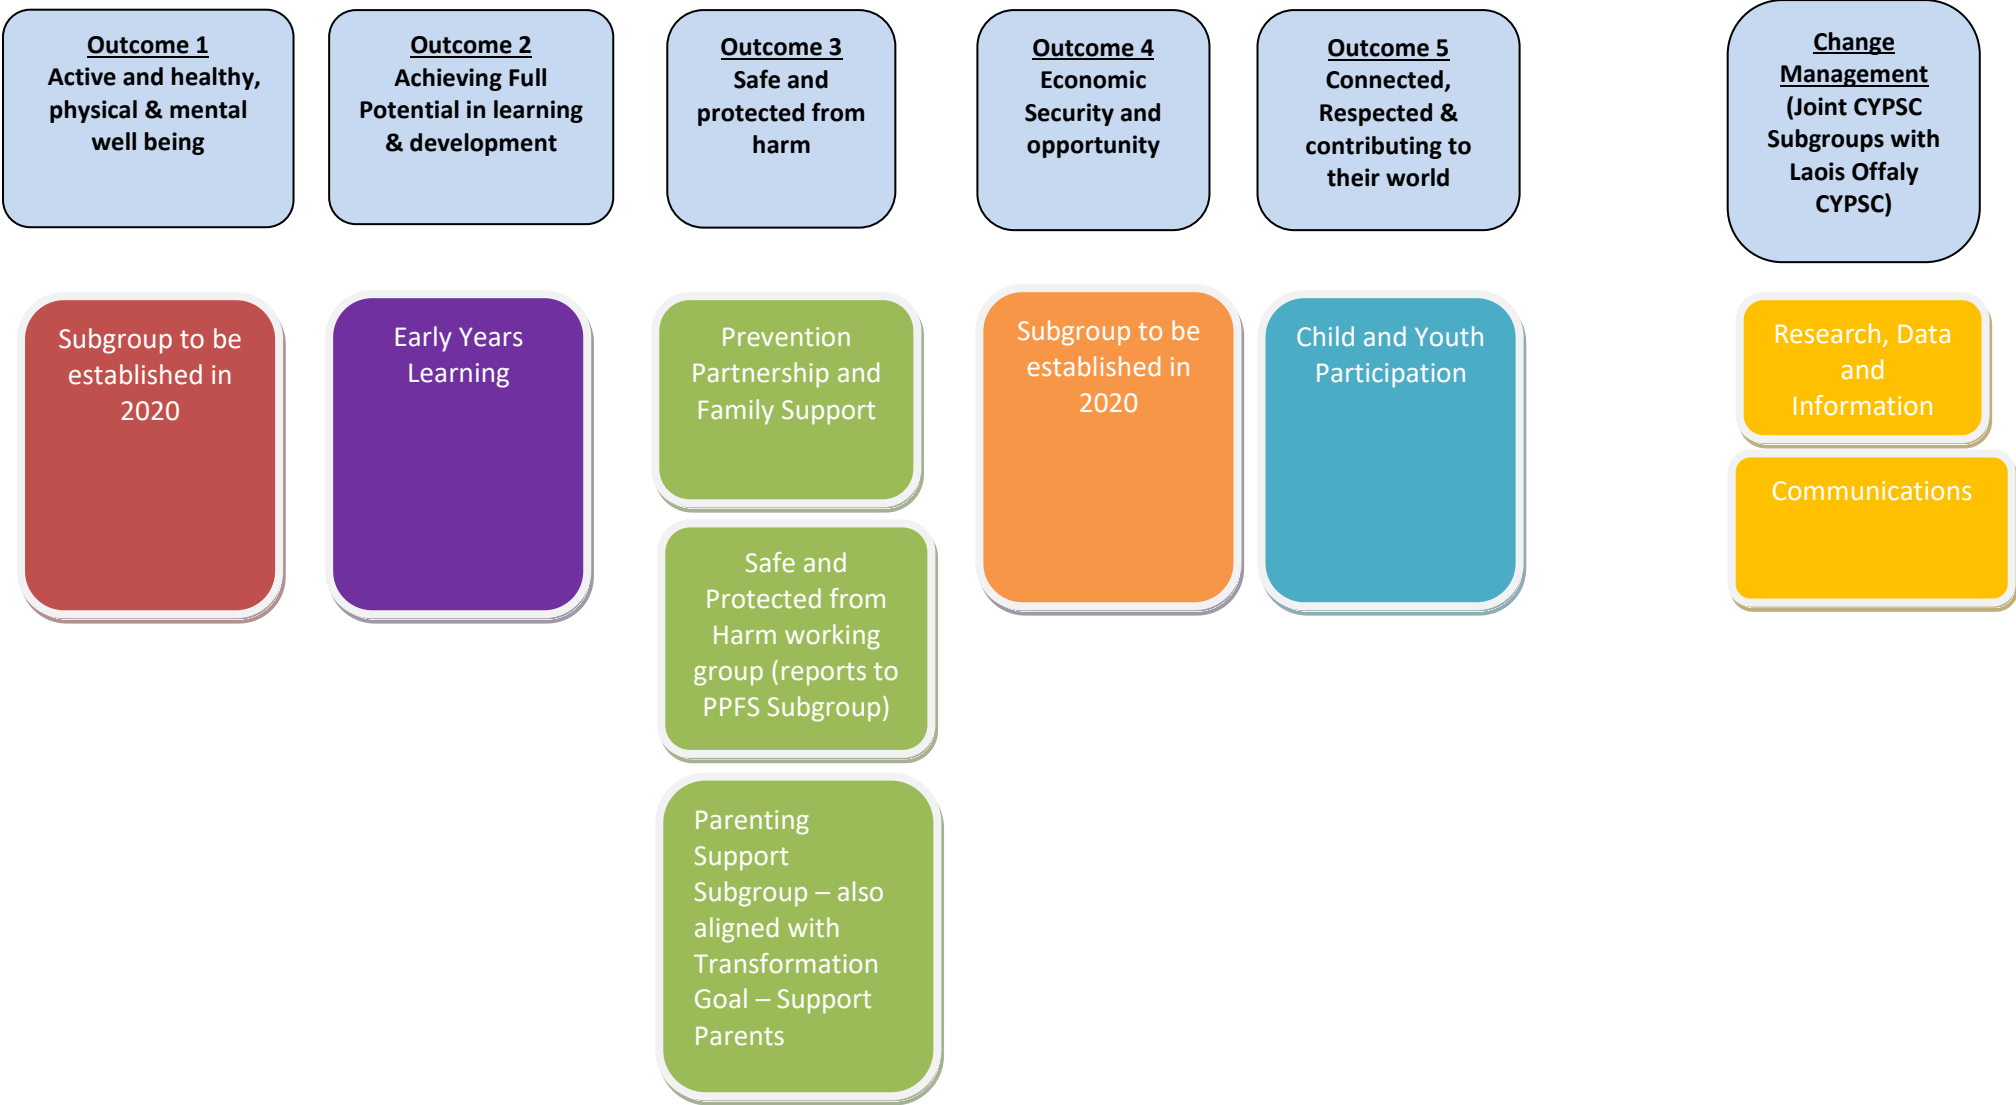 Outcome 1
Active and healthy,
physical & mental
well being
Outcome 2
Achieving Full
Potential in learning
& development
Outcome 3
Safe and
protected from
harm
Outcome 4
Economic
Security and
opportunity
Outcome 5
Connected,
Respected &
contributing to
their world
Change
Management
(Joint CYPSC
Subgroups with
Laois Offaly
CYPSC)
Subgroup to be
established in
2020
Early Years
Learning
Prevention
Partnership and
Family Support
Safe and
Protected from
Harm working
group (reports to
PPFS Subgroup)
Parenting
Support
Subgroup – also
aligned with
Transformation
Goal – Support
Parents
Subgroup to be
established in
2020
Child and Youth
Participation
Research, Data
and
Information
Communications